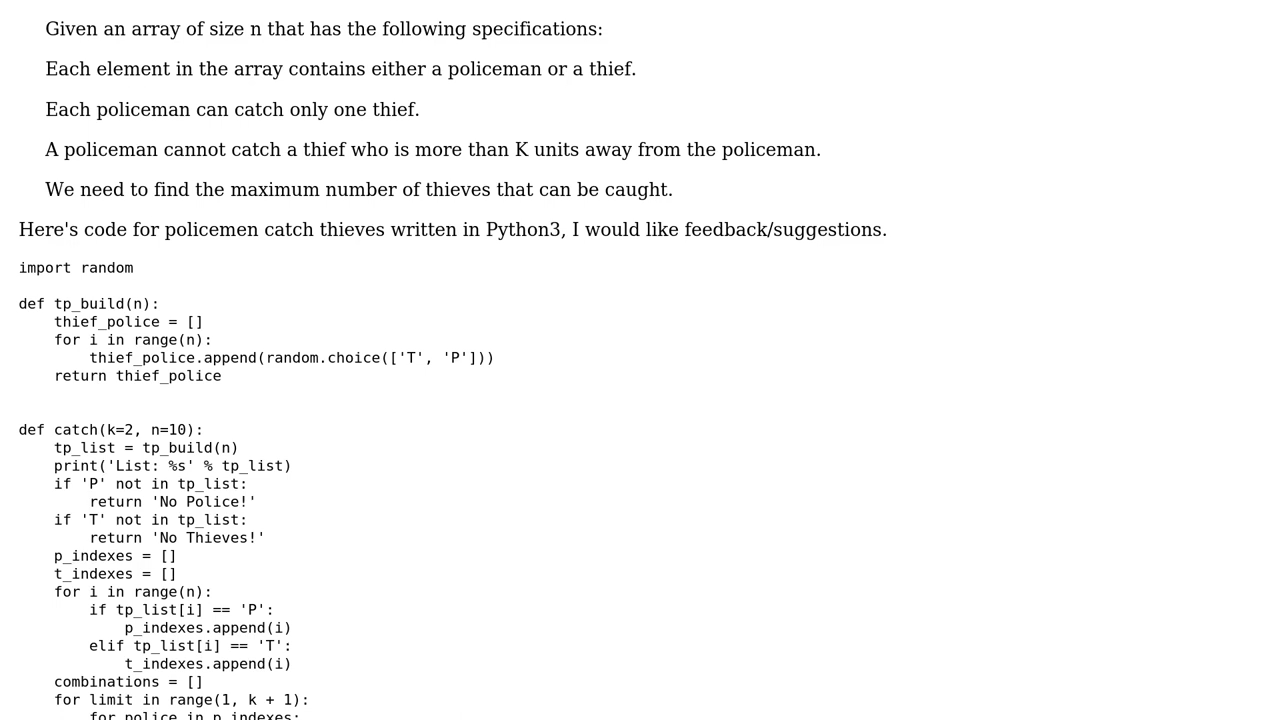 Given an array of size n that has the following specifications:
Each element in the array contains either a policeman or a thief.
Each policeman can catch only one thief.
A policeman cannot catch a thief who is more than K units away from the policeman.
We need to find the maximum number of thieves that can be caught.
Here's code for policemen catch thieves written in Python3, I would like feedback/suggestions.
import random
def tp_build(n):
    thief_police = []
    for i in range(n):
        thief_police.append(random.choice(['T', 'P']))
    return thief_police
def catch(k=2, n=10):
    tp_list = tp_build(n)
    print('List: %s' % tp_list)
    if 'P' not in tp_list:
        return 'No Police!'
    if 'T' not in tp_list:
        return 'No Thieves!'
    p_indexes = []
    t_indexes = []
    for i in range(n):
        if tp_list[i] == 'P':
            p_indexes.append(i)
        elif tp_list[i] == 'T':
            t_indexes.append(i)
    combinations = []
    for limit in range(1, k + 1):
        for police in p_indexes: